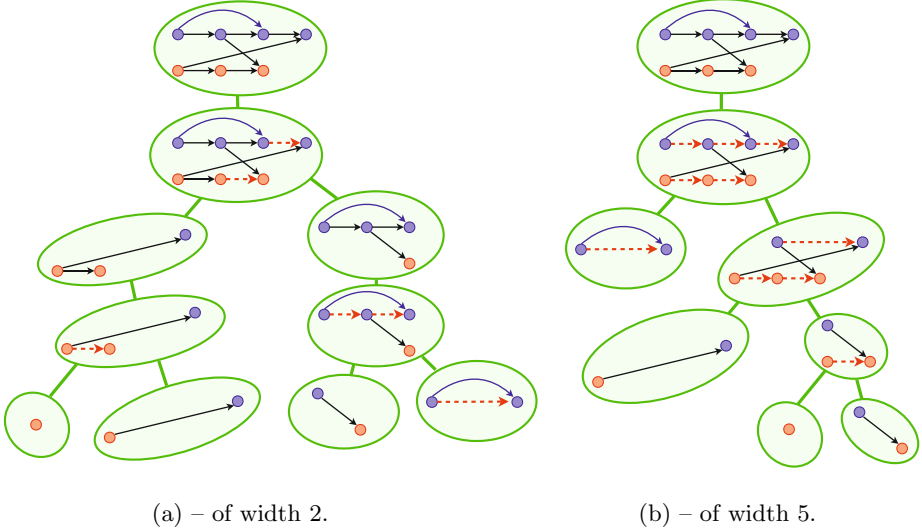 (a) – of width 2.
(b) – of width 5.